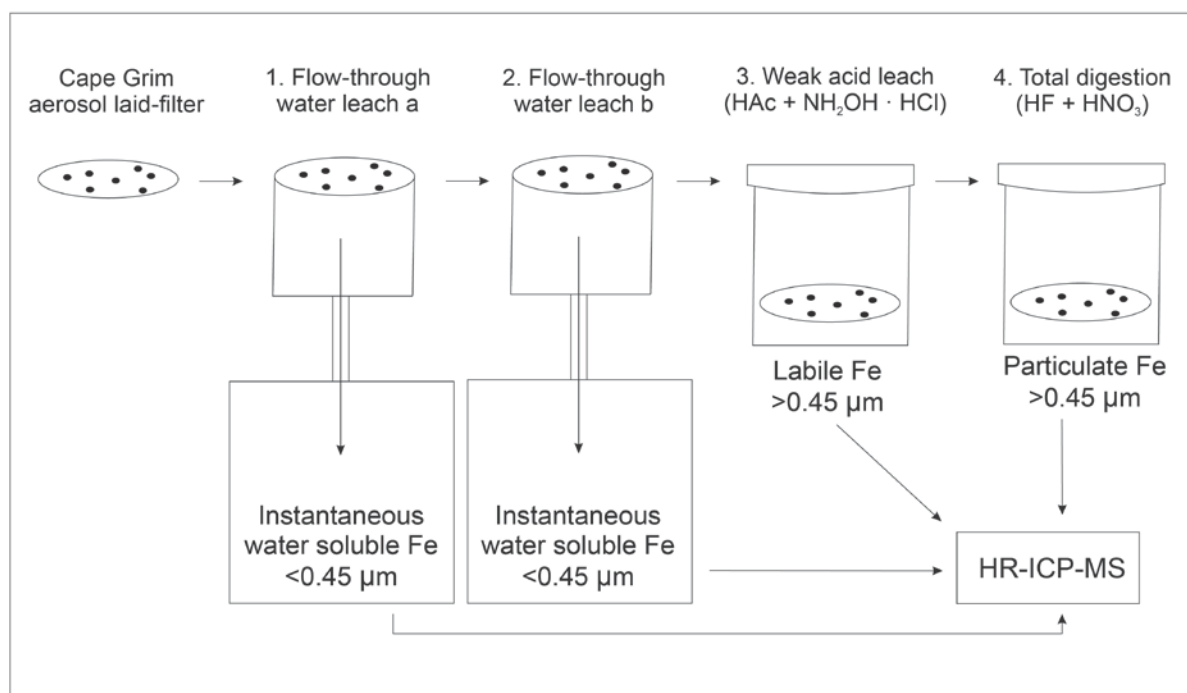 Cape Grim
aerosol laid-filter
1. Flow-through
water leach a
2. Flow-through
water leach b
3. Weak acid leach
(HAc + NH₂OH · HCl)
4. Total digestion
(HF + HNO₃)
Labile Fe
>0.45 µm
Particulate Fe
>0.45 µm
Instantaneous
water soluble Fe
<0.45 µm
Instantaneous
water soluble Fe
<0.45 µm
HR-ICP-MS